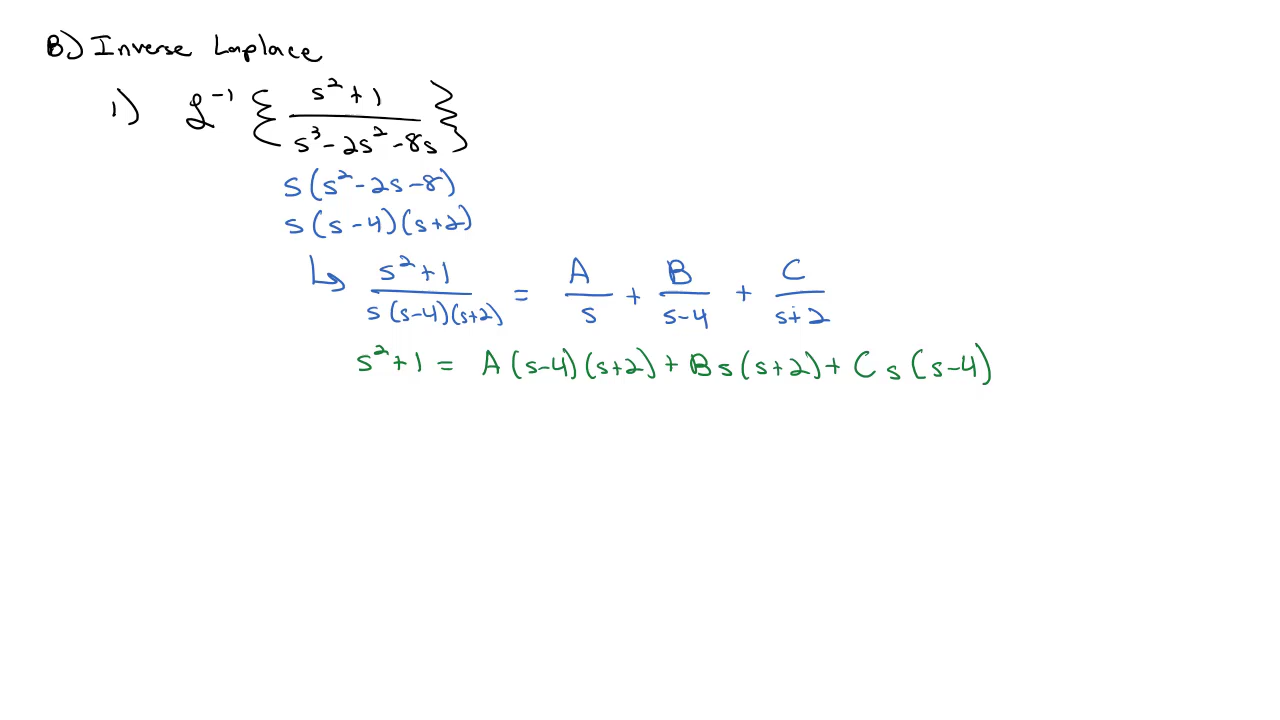 B) Inverse Laplace
1) ℒ⁻¹ { (s² + 1) / (s³ - 2s² - 8s) }
s(s² - 2s - 8)
s(s - 4)(s + 2)
↳ (s² + 1) / (s(s-4)(s+2)) = A/s + B/(s-4) + C/(s+2)
s² + 1 = A(s-4)(s+2) + Bs(s+2) + Cs(s-4)